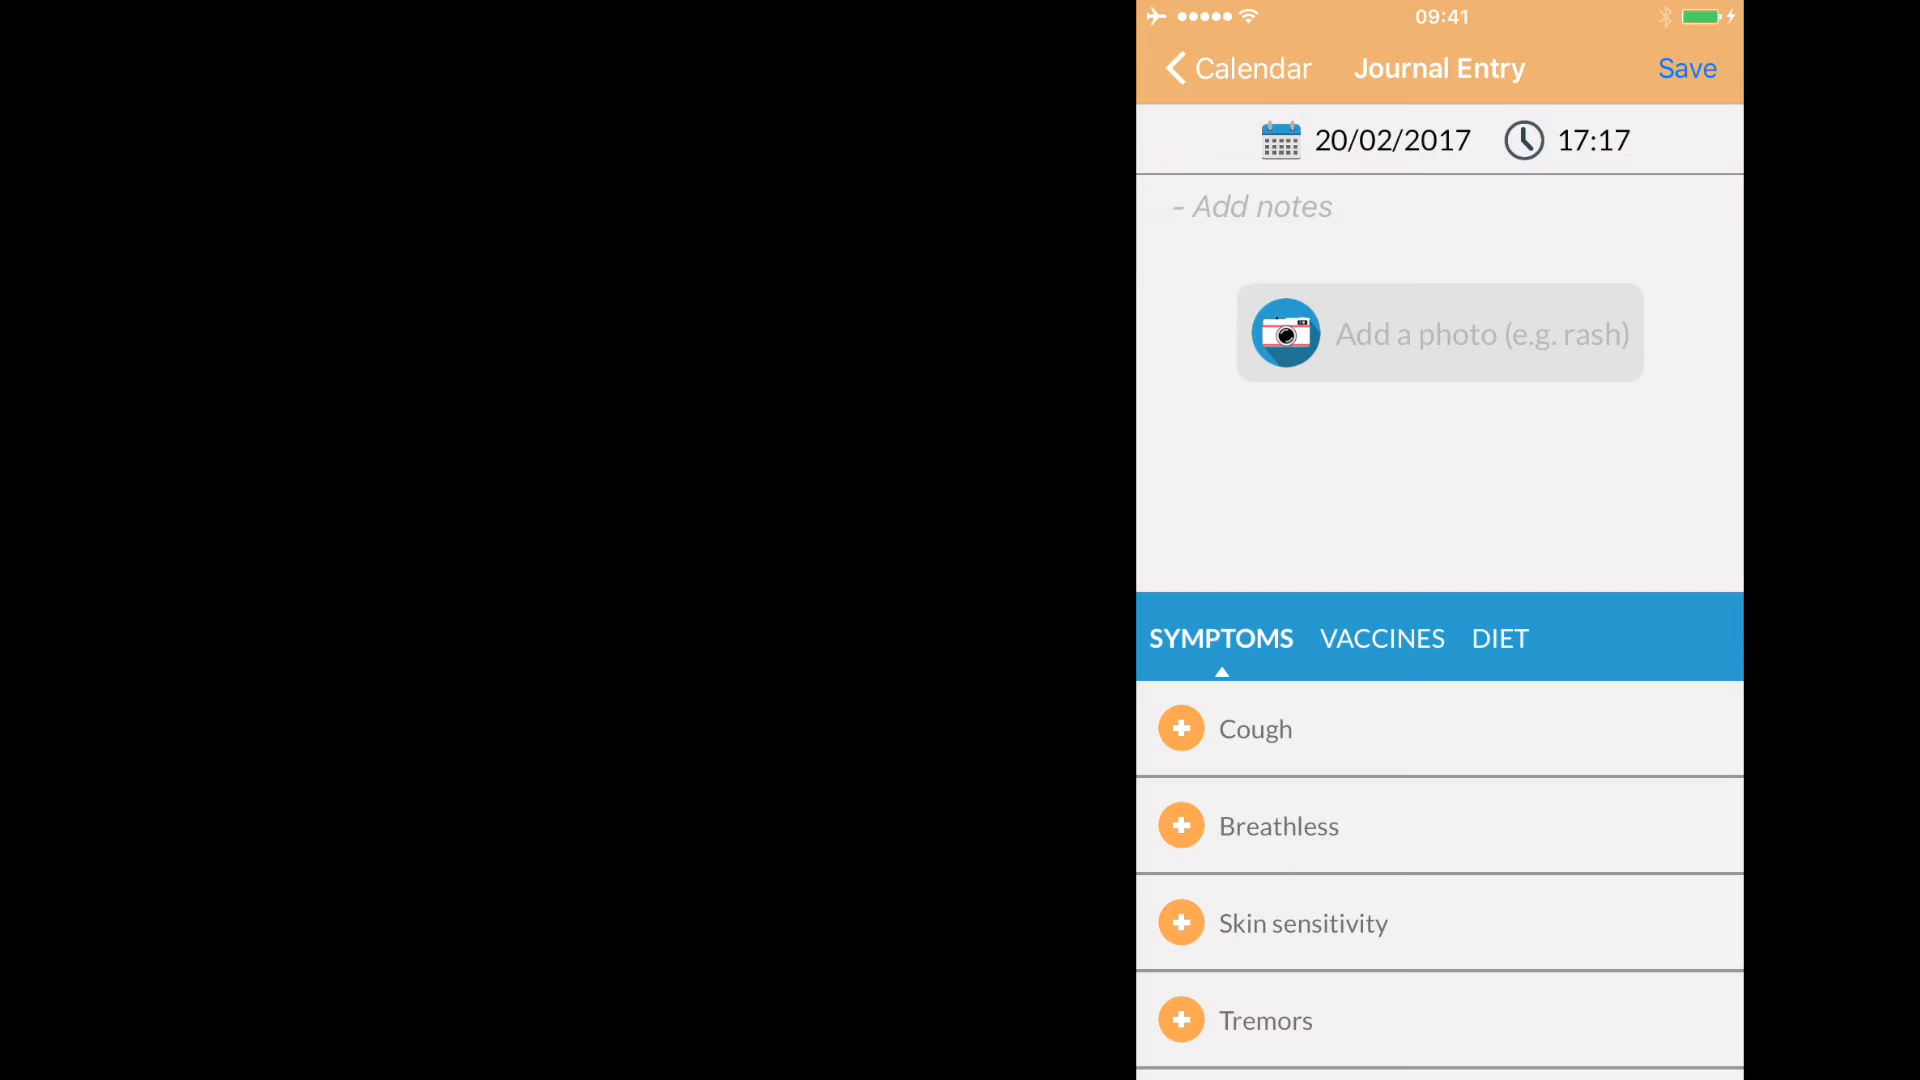 09:41
Calendar Journal Entry Save
20/02/2017 17:17
- Add notes
Add a photo (e.g. rash)
SYMPTOMS VACCINES DIET
Cough
Breathless
Skin sensitivity
Tremors